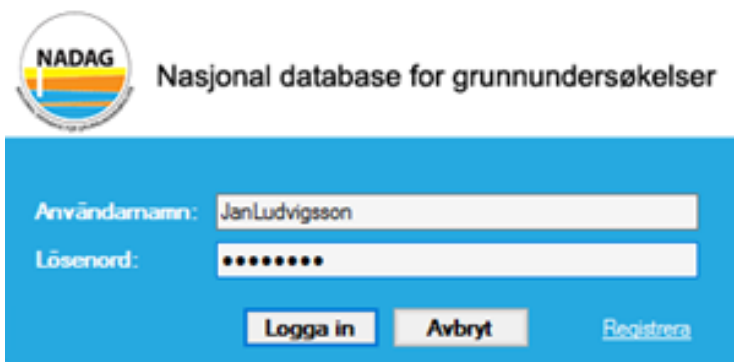 NADAG
Nasjonal database for grunnundersøkelser
Användarnamn: JanLudvigsson
Lösenord: ••••••••
Logga in Avbryt Registrera